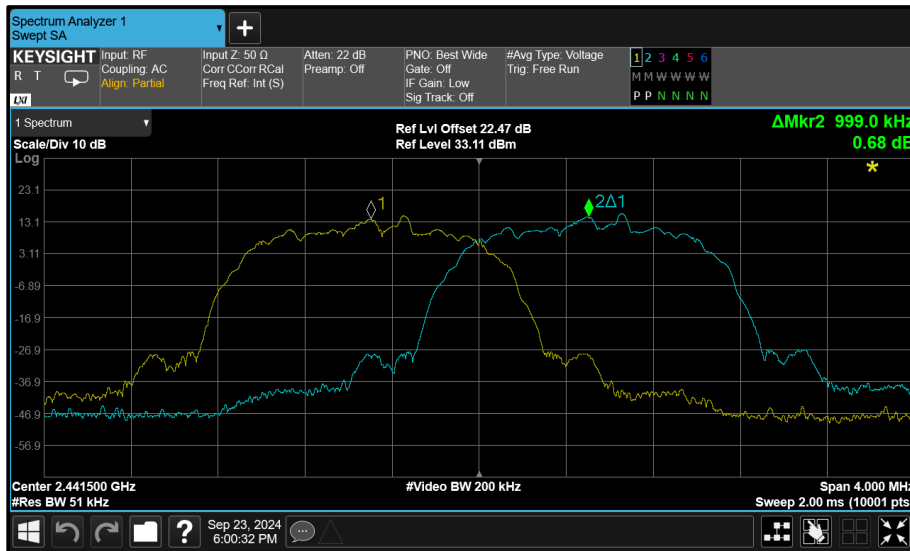 Spectrum Analyzer 1
Swept SA
KEYSIGHT
R T
LXI
Input: RF
Coupling: AC
Align: Partial
Input Z: 50 Ω
Corr CCorr RCal
Freq Ref: Int (S)
Atten: 22 dB
Preamp: Off
PNO: Best Wide
Gate: Off
IF Gain: Low
Sig Track: Off
#Avg Type: Voltage
Trig: Free Run
1 2 3 4 5 6
M M W W W W
P P N N N N
1 Spectrum
Scale/Div 10 dB
Log
Ref Lvl Offset 22.47 dB
Ref Level 33.11 dBm
ΔMkr2 999.0 kHz
0.68 dB
*
1
2Δ1
23.1
13.1
3.11
-6.89
-16.9
-26.9
-36.9
-46.9
-56.9
Center 2.441500 GHz
#Res BW 51 kHz
#Video BW 200 kHz
Span 4.000 MHz
Sweep 2.00 ms (10001 pts
?
Sep 23, 2024
6:00:32 PM